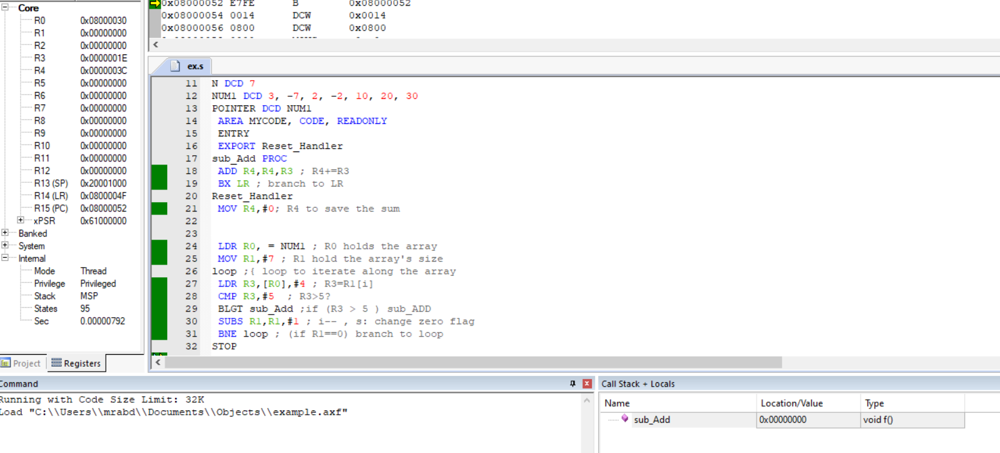 Core
R0 0x08000030
R1 0x00000000
R2 0x00000000
R3 0x0000001E
R4 0x0000003C
R5 0x00000000
R6 0x00000000
R7 0x00000000
R8 0x00000000
R9 0x00000000
R10 0x00000000
R11 0x00000000
R12 0x00000000
R13 (SP) 0x20001000
R14 (LR) 0x0800004F
R15 (PC) 0x08000052
xPSR 0x61000000
Banked
System
Internal
Mode Thread
Privilege Privileged
Stack MSP
States 95
Sec 0.00000792
Project Registers
0x08000052 E7FE B 0x08000052
0x08000054 0014 DCW 0x0014
0x08000056 0800 DCW 0x0800
ex.s
11 N DCD 7
12 NUM1 DCD 3, -7, 2, -2, 10, 20, 30
13 POINTER DCD NUM1
14 AREA MYCODE, CODE, READONLY
15 ENTRY
16 EXPORT Reset_Handler
17 sub_Add PROC
18 ADD R4,R4,R3 ; R4+=R3
19 BX LR ; branch to LR
20 Reset_Handler
21 MOV R4,#0; R4 to save the sum
22
23
24 LDR R0, = NUM1 ; R0 holds the array
25 MOV R1,#7 ; R1 hold the array's size
26 loop ;{ loop to iterate along the array
27 LDR R3,[R0],#4 ; R3=R1[i]
28 CMP R3,#5 ; R3>5?
29 BLGT sub_Add ;if (R3 > 5 ) sub_ADD
30 SUBS R1,R1,#1 ; i-- , s: change zero flag
31 BNE loop ; (if R1==0) branch to loop
32 STOP
Command
Running with Code Size Limit: 32K
Load "C:\\Users\\mrabd\\Documents\\Objects\\example.axf"
Call Stack + Locals
Name Location/Value Type
sub_Add 0x00000000 void f()